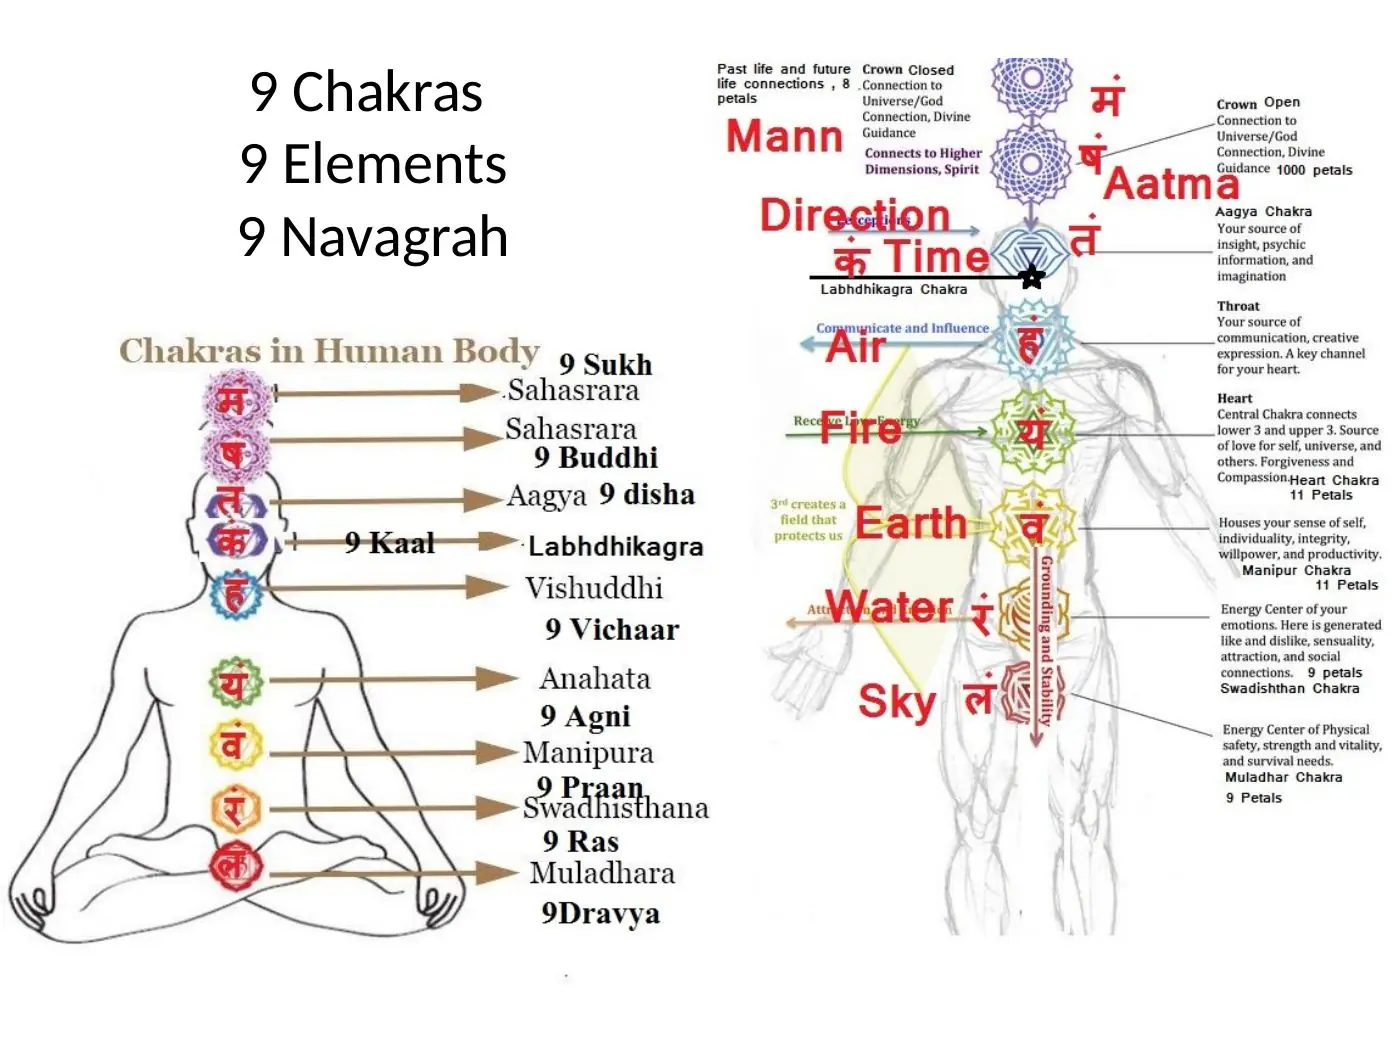 9 Chakras
9 Elements
9 Navagrah
Chakras in Human Body
9 Sukh
मं
Sahasrara
Sahasrara
षं
9 Buddhi
Aagya 9 disha
तं
9 Kaal
कं
Labhdhikagra
Vishuddhi
हं
9 Vichaar
Anahata
यं
9 Agni
Manipura
वं
9 Praan
Swadhisthana
रं
9 Ras
Muladhara
लं
9Dravya
Past life and future
life connections , 8
petals
Crown Closed
Connection to
Universe/God
Connection, Divine
Guidance
Connects to Higher
Dimensions, Spirit
Mann
मं
षं
Aatma
Crown Open
Connection to
Universe/God
Connection, Divine
Guidance 1000 petals
Direction
तं
कं Time
Labhdhikagra Chakra
Aagya Chakra
Your source of
insight, psychic
information, and
imagination
Communicate and Influence
Air
हं
Throat
Your source of
communication, creative
expression. A key channel
for your heart.
Receive Love Energy
Fire
यं
Heart
Central Chakra connects
lower 3 and upper 3. Source
of love for self, universe, and
others. Forgiveness and
Compassion. Heart Chakra
11 Petals
3rd creates a
field that
protects us
Earth
वं
Houses your sense of self,
individuality, integrity,
willpower, and productivity.
Manipur Chakra
11 Petals
Water
रं
Energy Center of your
emotions. Here is generated
like and dislike, sensuality,
attraction, and social
connections. 9 petals
Swadishthan Chakra
Grounding and Stability
Sky
लं
Energy Center of Physical
safety, strength and vitality,
and survival needs.
Muladhar Chakra
9 Petals